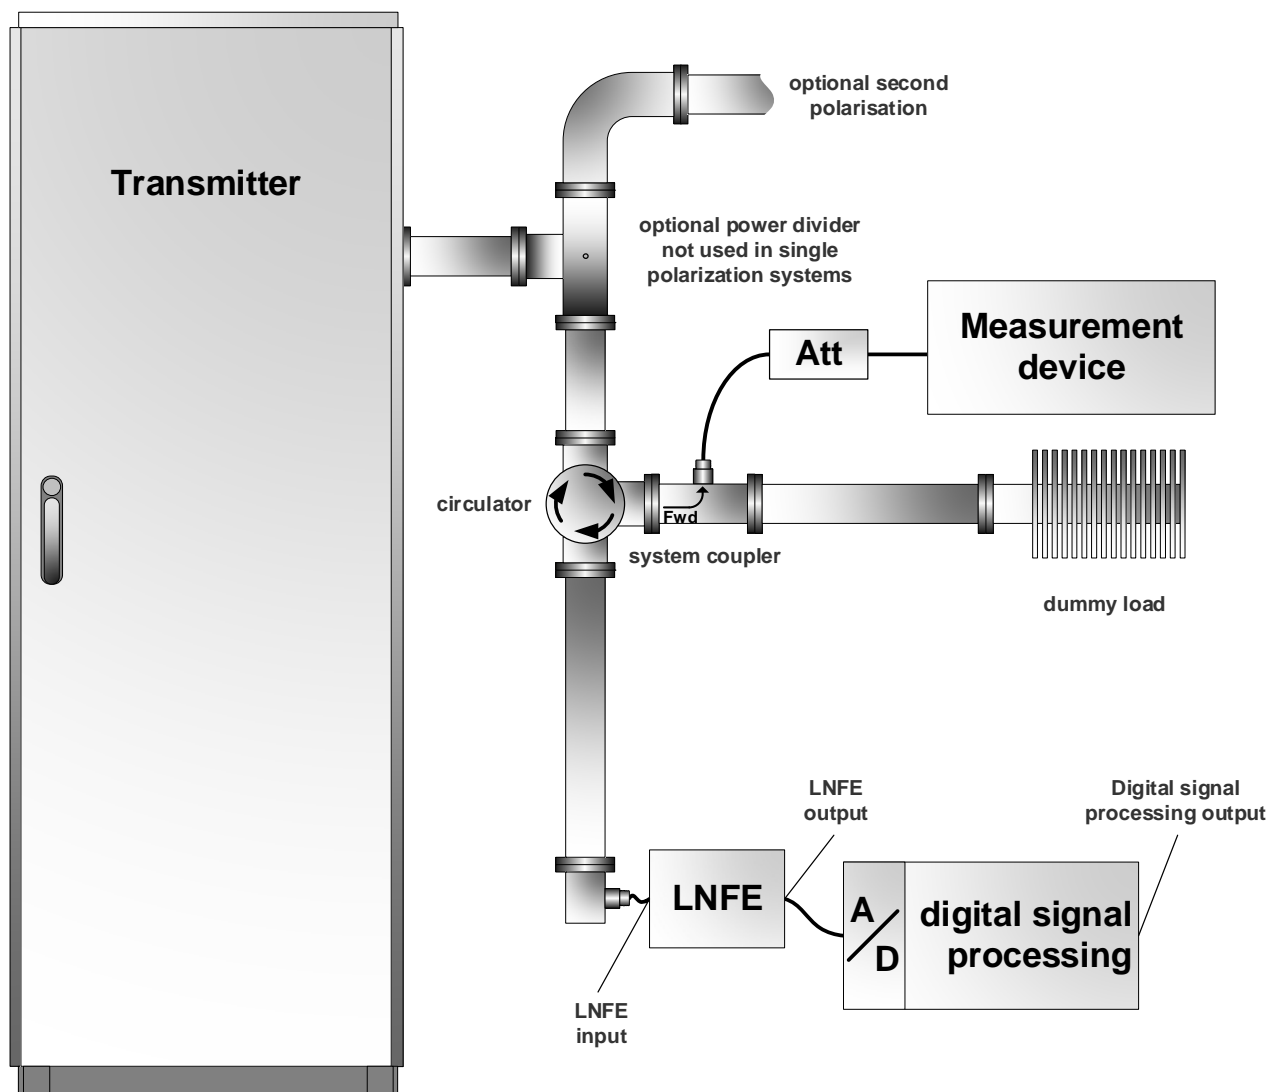 optional second
polarisation
Transmitter
optional power divider
not used in single
polarization systems
Measurement
device
Att
circulator
Fwd
system coupler
dummy load
LNFE
output
Digital signal
processing output
LNFE
A
D
digital signal
processing
LNFE
input